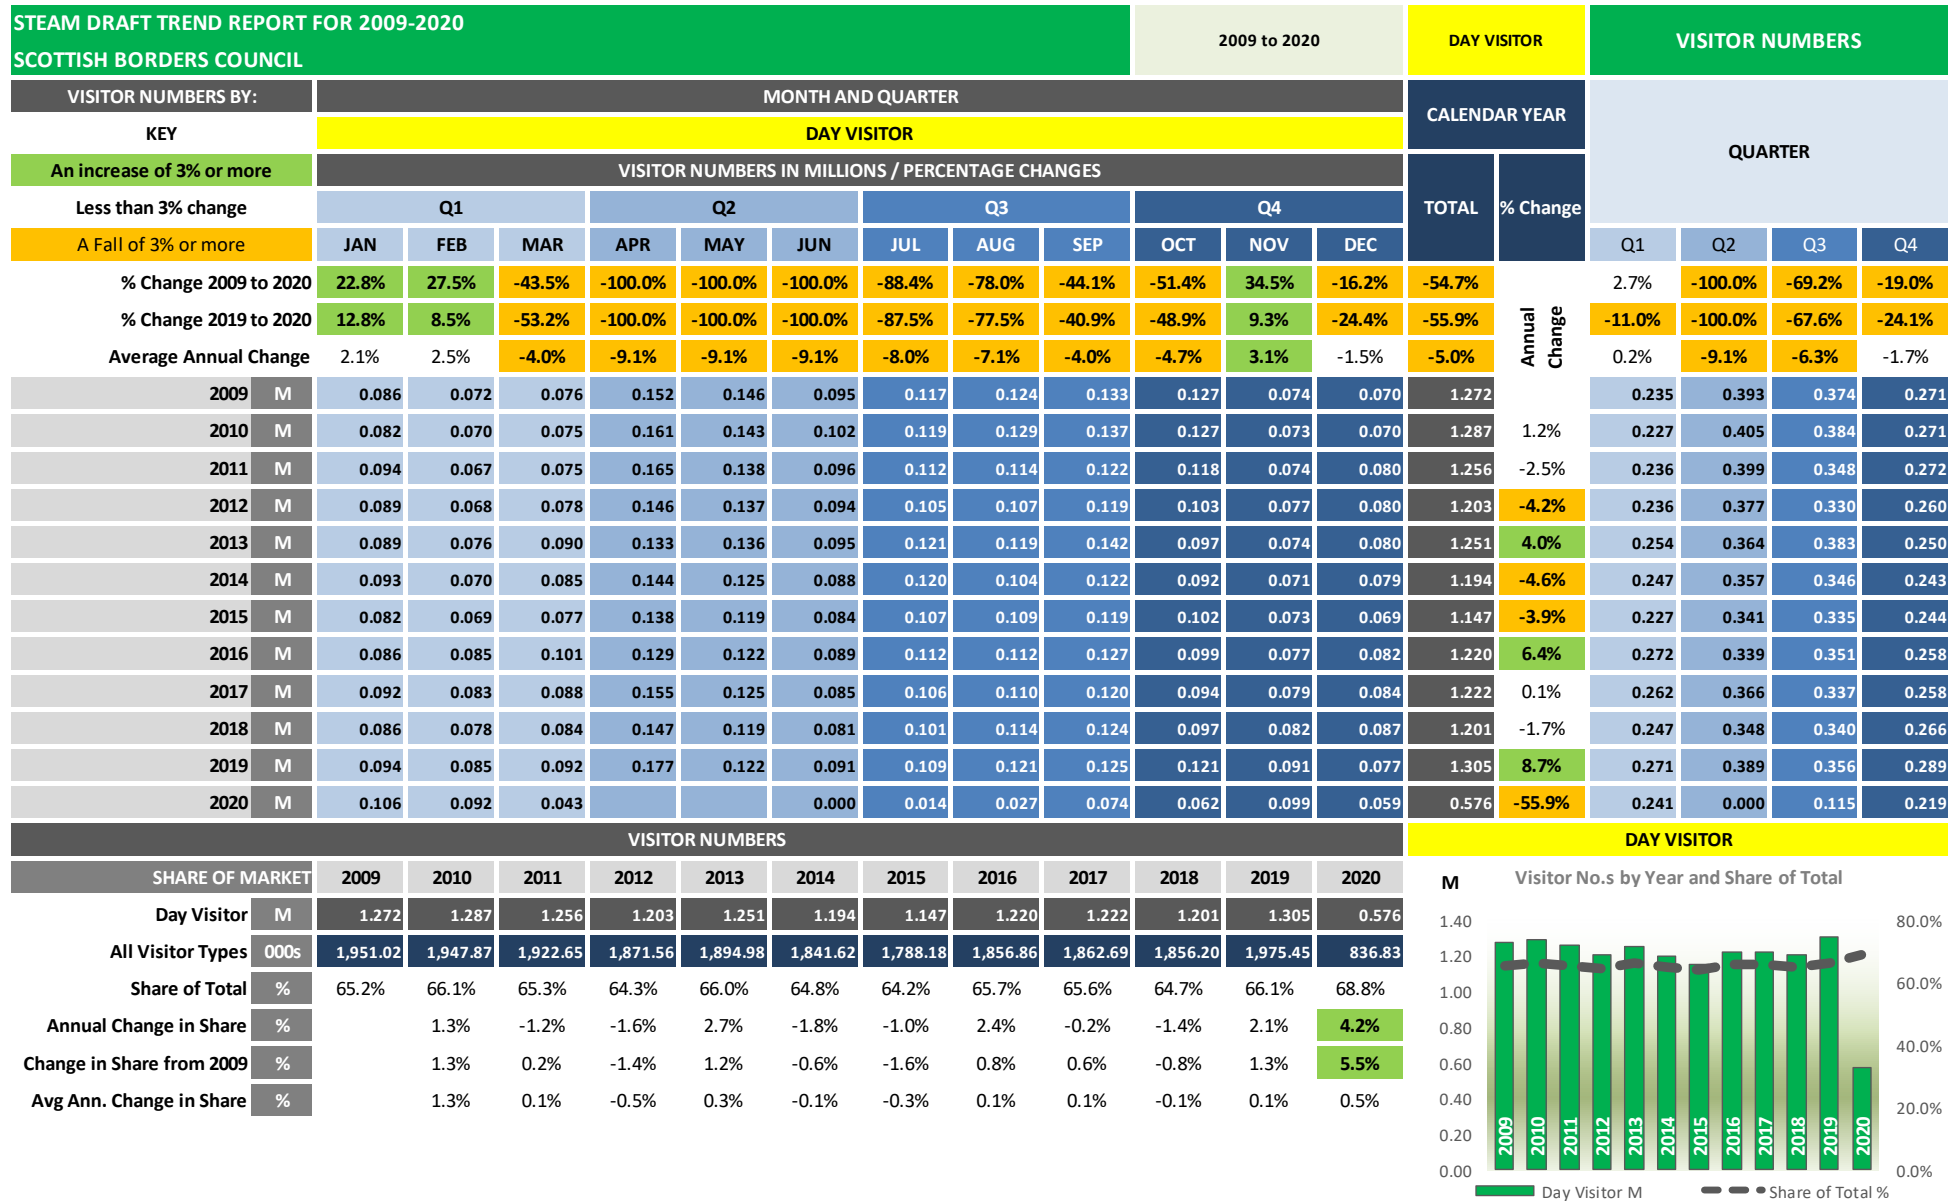 STEAM DRAFT TREND REPORT FOR 2009-2020
SCOTTISH BORDERS COUNCIL
2009 to 2020
DAY VISITOR
VISITOR NUMBERS
VISITOR NUMBERS BY:
MONTH AND QUARTER
CALENDAR YEAR
QUARTER
KEY
DAY VISITOR
An increase of 3% or more
VISITOR NUMBERS IN MILLIONS / PERCENTAGE CHANGES
Less than 3% change Q1 Q2 Q3 Q4 TOTAL % Change
A Fall of 3% or more JAN FEB MAR APR MAY JUN JUL AUG SEP OCT NOV DEC Q1 Q2 Q3 Q4
% Change 2009 to 2020 22.8% 27.5% -43.5% -100.0% -100.0% -100.0% -88.4% -78.0% -44.1% -51.4% 34.5% -16.2% -54.7% 2.7% -100.0% -69.2% -19.0%
% Change 2019 to 2020 12.8% 8.5% -53.2% -100.0% -100.0% -100.0% -87.5% -77.5% -40.9% -48.9% 9.3% -24.4% -55.9% -11.0% -100.0% -67.6% -24.1%
Average Annual Change 2.1% 2.5% -4.0% -9.1% -9.1% -9.1% -8.0% -7.1% -4.0% -4.7% 3.1% -1.5% -5.0% 0.2% -9.1% -6.3% -1.7%
Annual
Change
2009 M 0.086 0.072 0.076 0.152 0.146 0.095 0.117 0.124 0.133 0.127 0.074 0.070 1.272 0.235 0.393 0.374 0.271
2010 M 0.082 0.070 0.075 0.161 0.143 0.102 0.119 0.129 0.137 0.127 0.073 0.070 1.287 1.2% 0.227 0.405 0.384 0.271
2011 M 0.094 0.067 0.075 0.165 0.138 0.096 0.112 0.114 0.122 0.118 0.074 0.080 1.256 -2.5% 0.236 0.399 0.348 0.272
2012 M 0.089 0.068 0.078 0.146 0.137 0.094 0.105 0.107 0.119 0.103 0.077 0.080 1.203 -4.2% 0.236 0.377 0.330 0.260
2013 M 0.089 0.076 0.090 0.133 0.136 0.095 0.121 0.119 0.142 0.097 0.074 0.080 1.251 4.0% 0.254 0.364 0.383 0.250
2014 M 0.093 0.070 0.085 0.144 0.125 0.088 0.120 0.104 0.122 0.092 0.071 0.079 1.194 -4.6% 0.247 0.357 0.346 0.243
2015 M 0.082 0.069 0.077 0.138 0.119 0.084 0.107 0.109 0.119 0.102 0.073 0.069 1.147 -3.9% 0.227 0.341 0.335 0.244
2016 M 0.086 0.085 0.101 0.129 0.122 0.089 0.112 0.112 0.127 0.099 0.077 0.082 1.220 6.4% 0.272 0.339 0.351 0.258
2017 M 0.092 0.083 0.088 0.155 0.125 0.085 0.106 0.110 0.120 0.094 0.079 0.084 1.222 0.1% 0.262 0.366 0.337 0.258
2018 M 0.086 0.078 0.084 0.147 0.119 0.081 0.101 0.114 0.124 0.097 0.082 0.087 1.201 -1.7% 0.247 0.348 0.340 0.266
2019 M 0.094 0.085 0.092 0.177 0.122 0.091 0.109 0.121 0.125 0.121 0.091 0.077 1.305 8.7% 0.271 0.389 0.356 0.289
2020 M 0.106 0.092 0.043 0.000 0.014 0.027 0.074 0.062 0.099 0.059 0.576 -55.9% 0.241 0.000 0.115 0.219
VISITOR NUMBERS
SHARE OF MARKET 2009 2010 2011 2012 2013 2014 2015 2016 2017 2018 2019 2020
Day Visitor M 1.272 1.287 1.256 1.203 1.251 1.194 1.147 1.220 1.222 1.201 1.305 0.576
All Visitor Types 000s 1,951.02 1,947.87 1,922.65 1,871.56 1,894.98 1,841.62 1,788.18 1,856.86 1,862.69 1,856.20 1,975.45 836.83
Share of Total % 65.2% 66.1% 65.3% 64.3% 66.0% 64.8% 64.2% 65.7% 65.6% 64.7% 66.1% 68.8%
Annual Change in Share % 1.3% -1.2% -1.6% 2.7% -1.8% -1.0% 2.4% -0.2% -1.4% 2.1% 4.2%
Change in Share from 2009 % 1.3% 0.2% -1.4% 1.2% -0.6% -1.6% 0.8% 0.6% -0.8% 1.3% 5.5%
Avg Ann. Change in Share % 1.3% 0.1% -0.5% 0.3% -0.1% -0.3% 0.1% 0.1% -0.1% 0.1% 0.5%
DAY VISITOR
M Visitor No.s by Year and Share of Total
1.40 80.0%
1.20
1.00 60.0%
0.80
0.60 40.0%
0.40
0.20 20.0%
0.00 0.0%
2009 2010 2011 2012 2013 2014 2015 2016 2017 2018 2019 2020
Day Visitor M Share of Total %